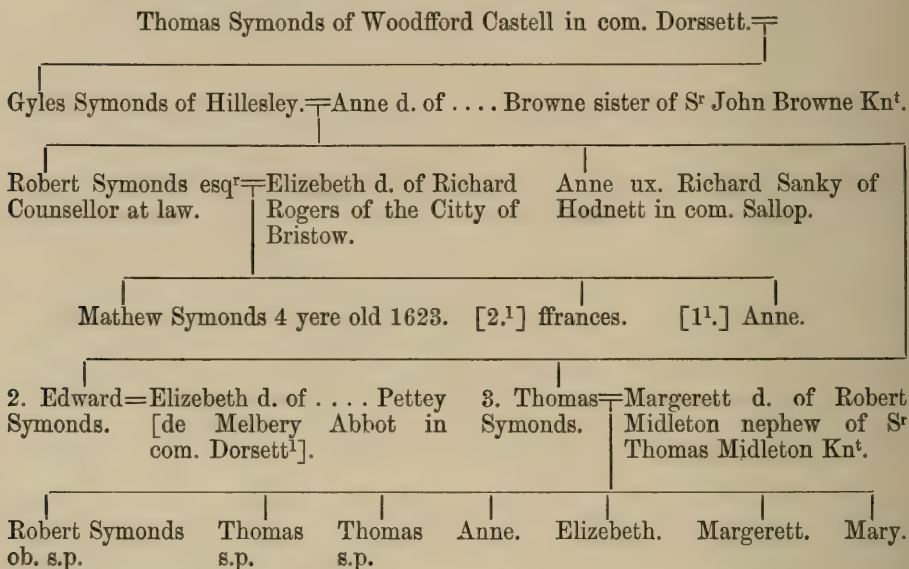 Thomas Symonds of Woodfford Castell in com. Dorssett.
Gyles Symonds of Hillesley. Anne d. of .... Browne sister of Sʳ John Browne Knᵗ.
Robert Symonds esqʳ Elizebeth d. of Richard Anne ux. Richard Sanky of
Counsellor at law. Rogers of the Citty of Hodnett in com. Sallop.
Bristow.
Mathew Symonds 4 yere old 1623. [2.¹] ffrances. [1¹.] Anne.
2. Edward=Elizebeth d. of .... Pettey 3. Thomas Margerett d. of Robert
Symonds. [de Melbery Abbot in Symonds. Midleton nephew of Sʳ
com. Dorsett¹]. Thomas Midleton Knᵗ.
Robert Symonds Thomas Thomas Anne. Elizebeth. Margerett. Mary.
ob. s.p. s.p. s.p.